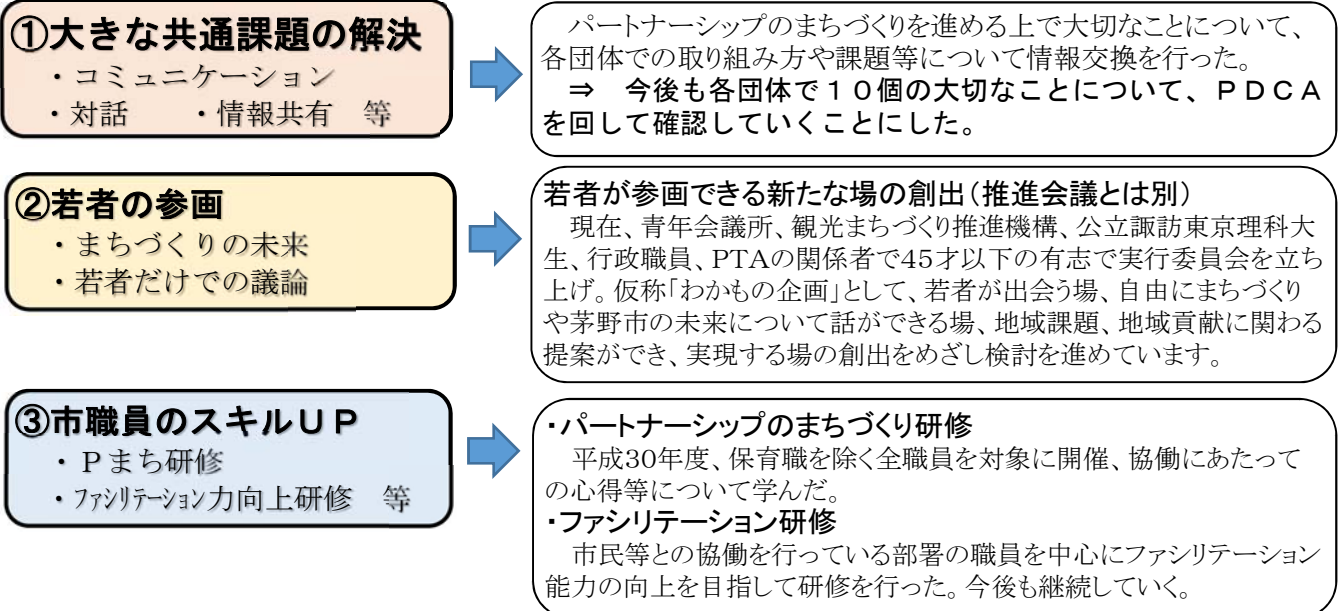 ①大きな共通課題の解決
・コミュニケーション
・対話　　・情報共有　等
パートナーシップのまちづくりを進める上で大切なことについて、
各団体での取り組み方や課題等について情報交換を行った。
⇒　今後も各団体で１０個の大切なことについて、ＰＤＣＡ
を回して確認していくことにした。
②若者の参画
・まちづくりの未来
・若者だけでの議論
若者が参画できる新たな場の創出（推進会議とは別）
現在、青年会議所、観光まちづくり推進機構、公立諏訪東京理科大
生、行政職員、PTAの関係者で45才以下の有志で実行委員会を立ち
上げ。仮称「わかもの企画」として、若者が出会う場、自由にまちづくり
や茅野市の未来について話ができる場、地域課題、地域貢献に関わる
提案ができ、実現する場の創出をめざし検討を進めています。
③市職員のスキルＵＰ
・Ｐまち研修
・ﾌｧｼﾘﾃｰｼｮﾝ力向上研修　等
・パートナーシップのまちづくり研修
平成30年度、保育職を除く全職員を対象に開催、協働にあたって
の心得等について学んだ。
・ファシリテーション研修
市民等との協働を行っている部署の職員を中心にファシリテーション
能力の向上を目指して研修を行った。今後も継続していく。